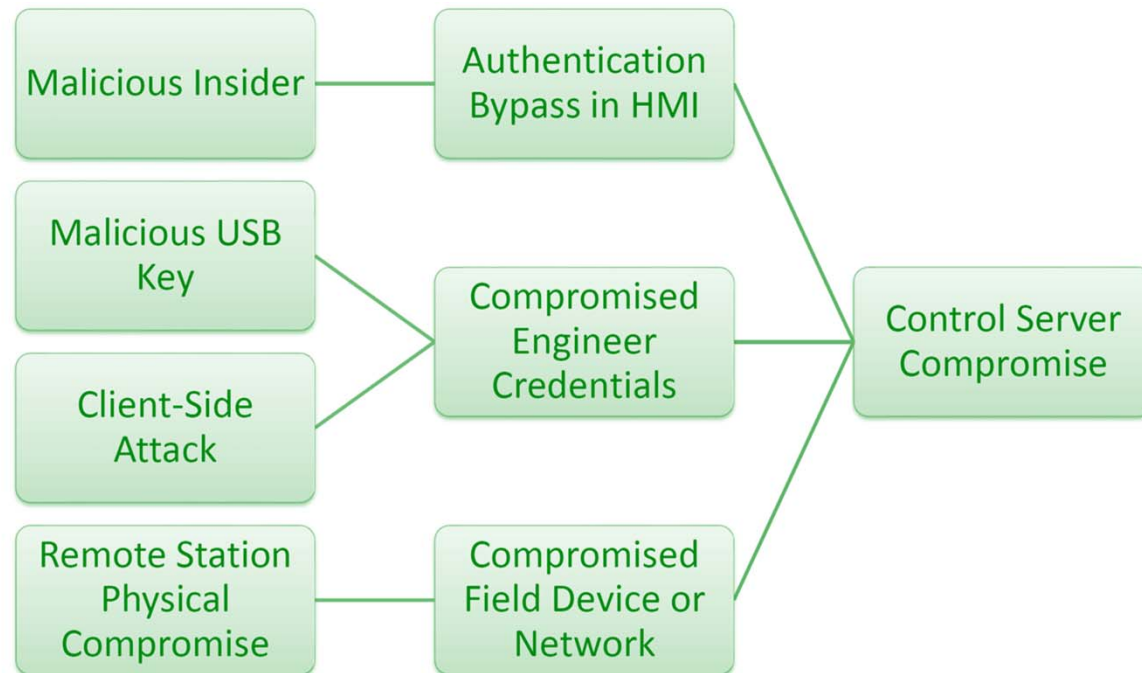 Malicious Insider
Authentication
Bypass in HMI
Malicious USB
Key
Client-Side
Attack
Compromised
Engineer
Credentials
Control Server
Compromise
Remote Station
Physical
Compromise
Compromised
Field Device or
Network